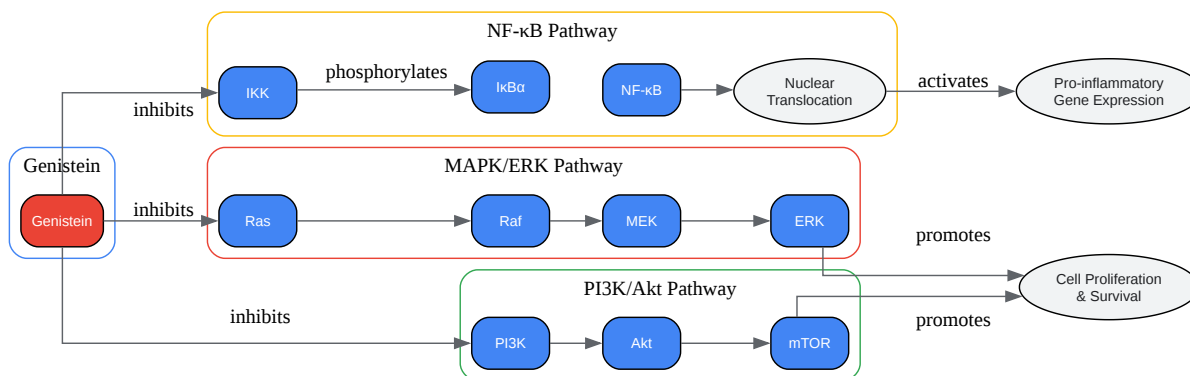 NF-κB Pathway
phosphorylates
IKK
IκBα
NF-κB
Nuclear
Translocation
activates
Pro-inflammatory
Gene Expression
inhibits
Genistein
Genistein
inhibits
MAPK/ERK Pathway
Ras
Raf
MEK
ERK
promotes
Cell Proliferation
& Survival
promotes
inhibits
PI3K/Akt Pathway
PI3K
Akt
mTOR